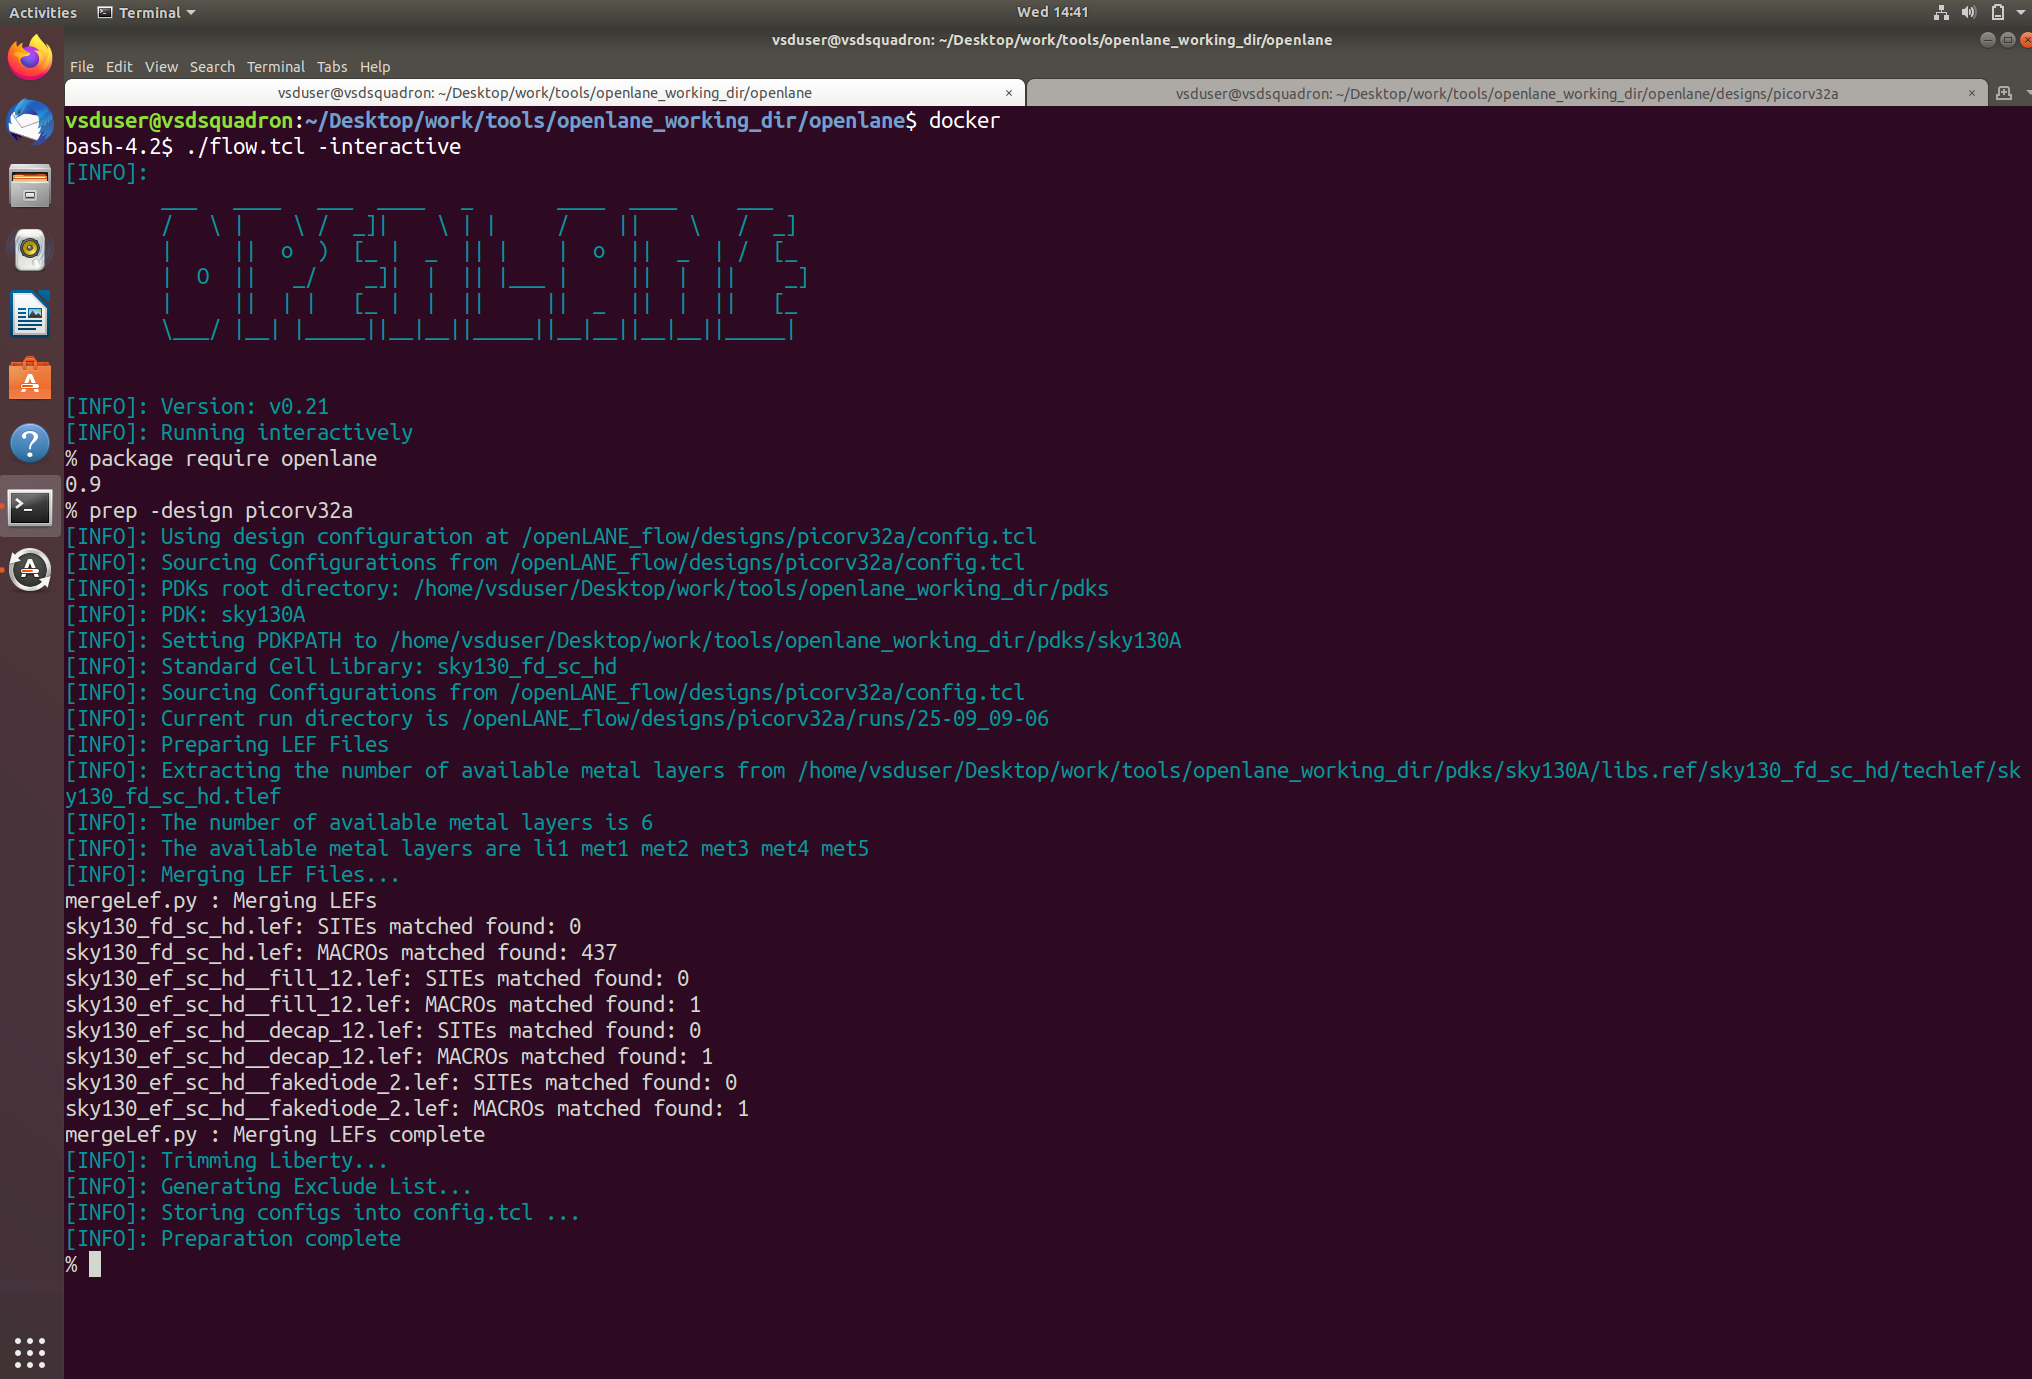 Activities Terminal Wed 14:41
vsduser@vsdsquadron: ~/Desktop/work/tools/openlane_working_dir/openlane
File Edit View Search Terminal Tabs Help
vsduser@vsdsquadron: ~/Desktop/work/tools/openlane_working_dir/openlane × vsduser@vsdsquadron: ~/Desktop/work/tools/openlane_working_dir/openlane/designs/picorv32a ×
vsduser@vsdsquadron:~/Desktop/work/tools/openlane_working_dir/openlane$ docker
bash-4.2$ ./flow.tcl -interactive
[INFO]:
OPENLANE
[INFO]: Version: v0.21
[INFO]: Running interactively
% package require openlane
0.9
% prep -design picorv32a
[INFO]: Using design configuration at /openLANE_flow/designs/picorv32a/config.tcl
[INFO]: Sourcing Configurations from /openLANE_flow/designs/picorv32a/config.tcl
[INFO]: PDKs root directory: /home/vsduser/Desktop/work/tools/openlane_working_dir/pdks
[INFO]: PDK: sky130A
[INFO]: Setting PDKPATH to /home/vsduser/Desktop/work/tools/openlane_working_dir/pdks/sky130A
[INFO]: Standard Cell Library: sky130_fd_sc_hd
[INFO]: Sourcing Configurations from /openLANE_flow/designs/picorv32a/config.tcl
[INFO]: Current run directory is /openLANE_flow/designs/picorv32a/runs/25-09_09-06
[INFO]: Preparing LEF Files
[INFO]: Extracting the number of available metal layers from /home/vsduser/Desktop/work/tools/openlane_working_dir/pdks/sky130A/libs.ref/sky130_fd_sc_hd/techlef/sk
y130_fd_sc_hd.tlef
[INFO]: The number of available metal layers is 6
[INFO]: The available metal layers are li1 met1 met2 met3 met4 met5
[INFO]: Merging LEF Files...
mergeLef.py : Merging LEFs
sky130_fd_sc_hd.lef: SITEs matched found: 0
sky130_fd_sc_hd.lef: MACROs matched found: 437
sky130_ef_sc_hd__fill_12.lef: SITEs matched found: 0
sky130_ef_sc_hd__fill_12.lef: MACROs matched found: 1
sky130_ef_sc_hd__decap_12.lef: SITEs matched found: 0
sky130_ef_sc_hd__decap_12.lef: MACROs matched found: 1
sky130_ef_sc_hd__fakediode_2.lef: SITEs matched found: 0
sky130_ef_sc_hd__fakediode_2.lef: MACROs matched found: 1
mergeLef.py : Merging LEFs complete
[INFO]: Trimming Liberty...
[INFO]: Generating Exclude List...
[INFO]: Storing configs into config.tcl ...
[INFO]: Preparation complete
%